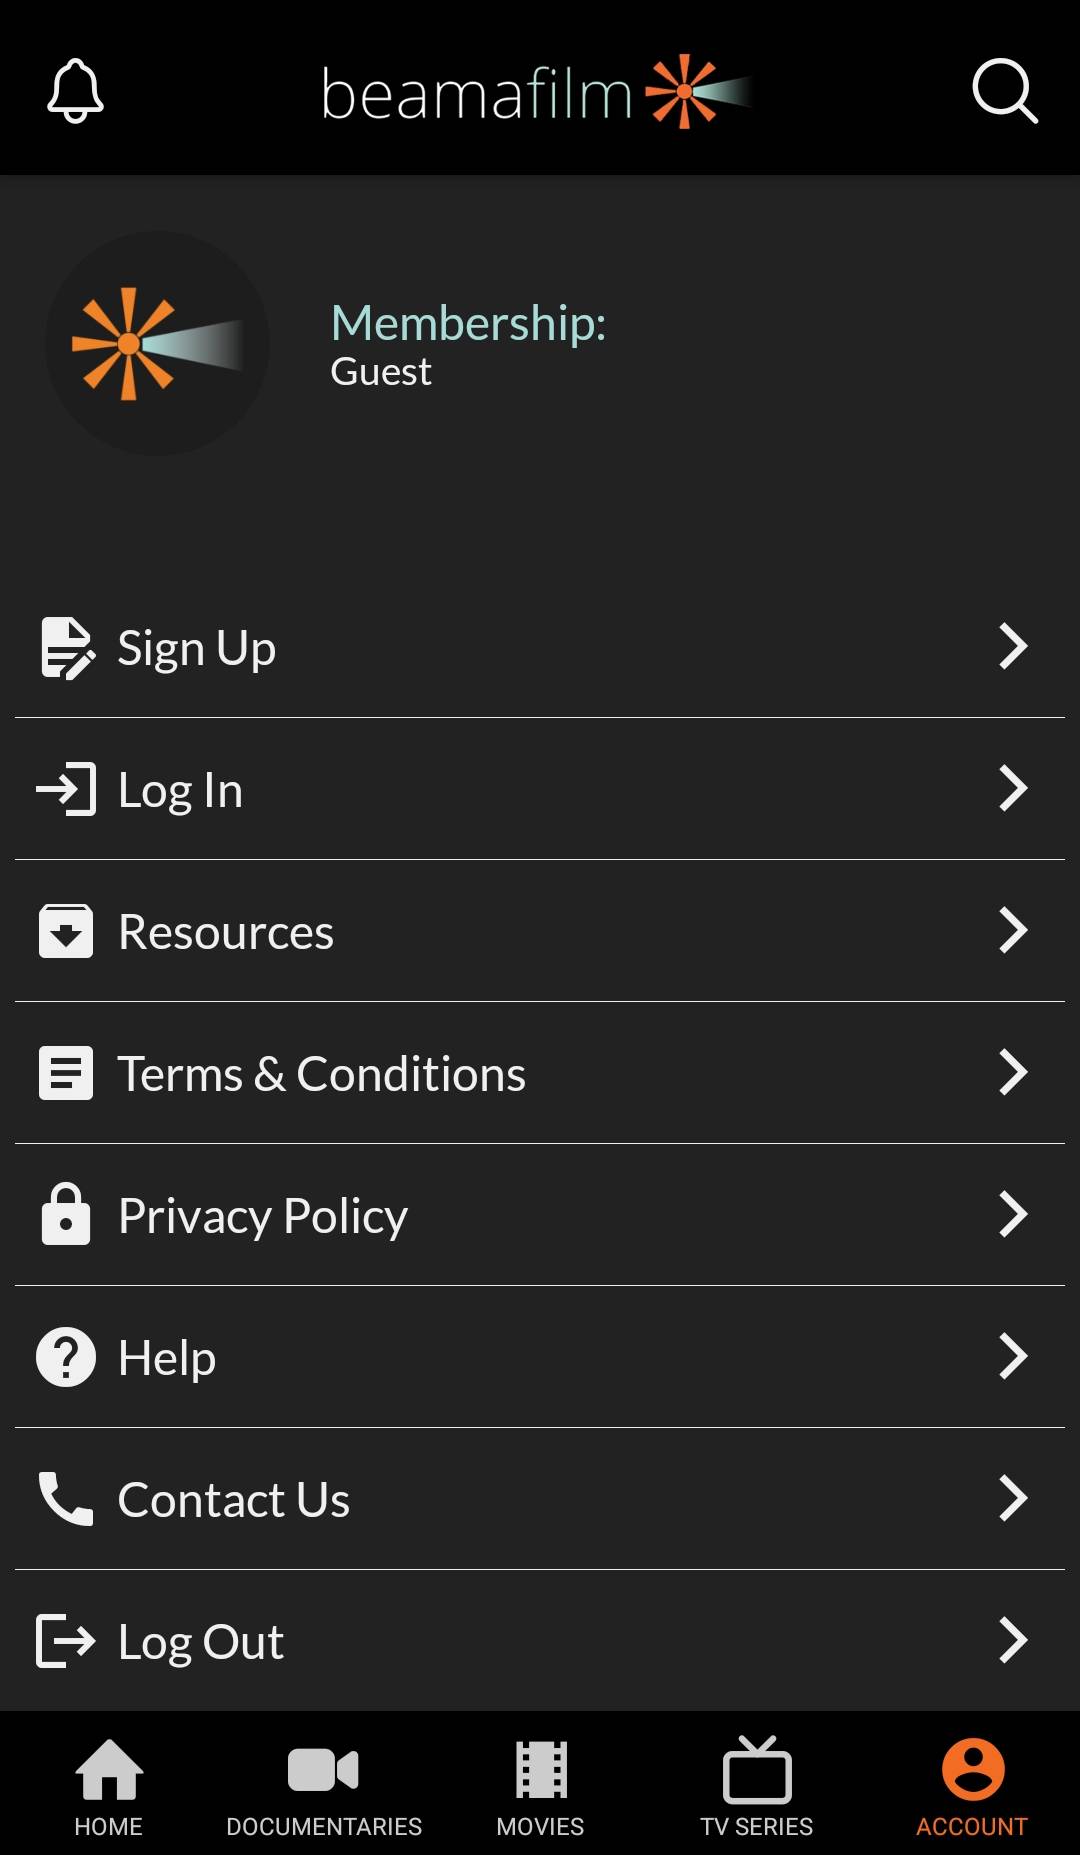 beamafilm
Membership:
Guest
Sign Up
Log In
Resources
Terms & Conditions
Privacy Policy
Help
Contact Us
Log Out
HOME
DOCUMENTARIES
MOVIES
TV SERIES
ACCOUNT